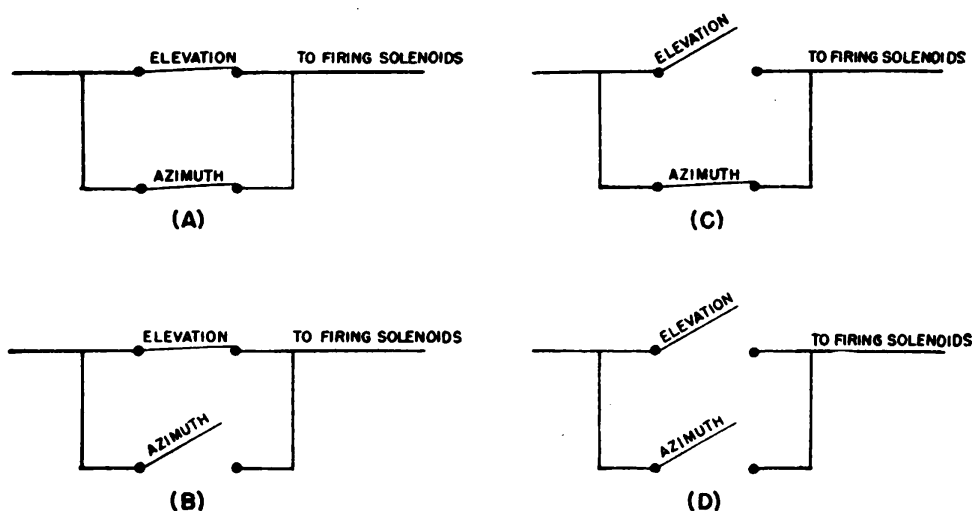 ELEVATION TO FIRING SOLENOIDS
AZIMUTH
(A)
ELEVATION TO FIRING SOLENOIDS
AZIMUTH
(C)
ELEVATION TO FIRING SOLENOIDS
AZIMUTH
(B)
ELEVATION TO FIRING SOLENOIDS
AZIMUTH
(D)